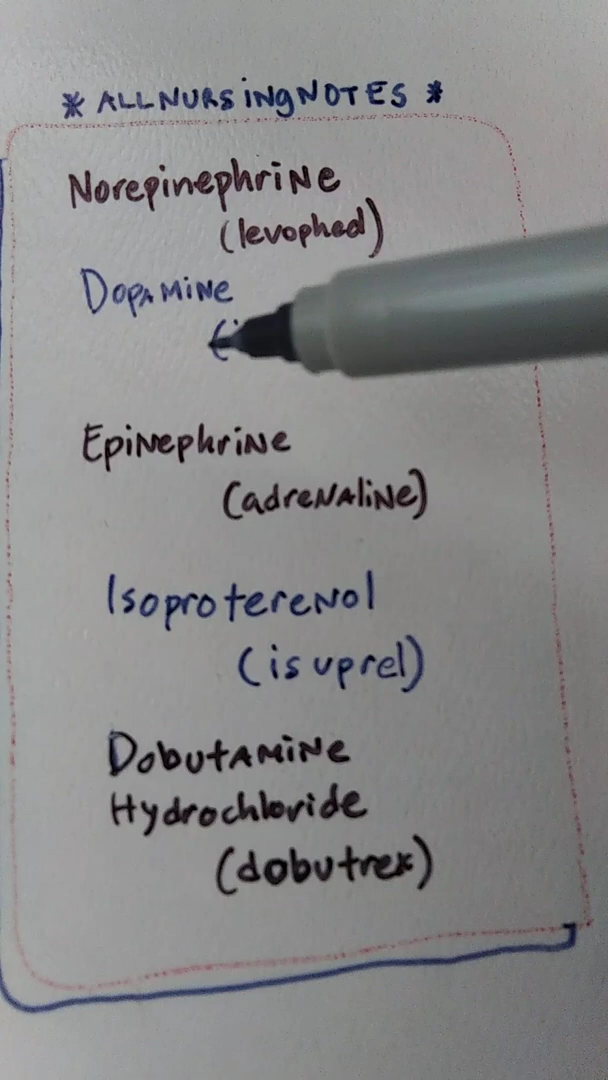 * ALLNURSINGNOTES *
Norepinephrine
(levophed)
Dopamine
(
Epinephrine
(adrenaline)
Isoproterenol
(isuprel)
Dobutamine
Hydrochloride
(dobutrex)